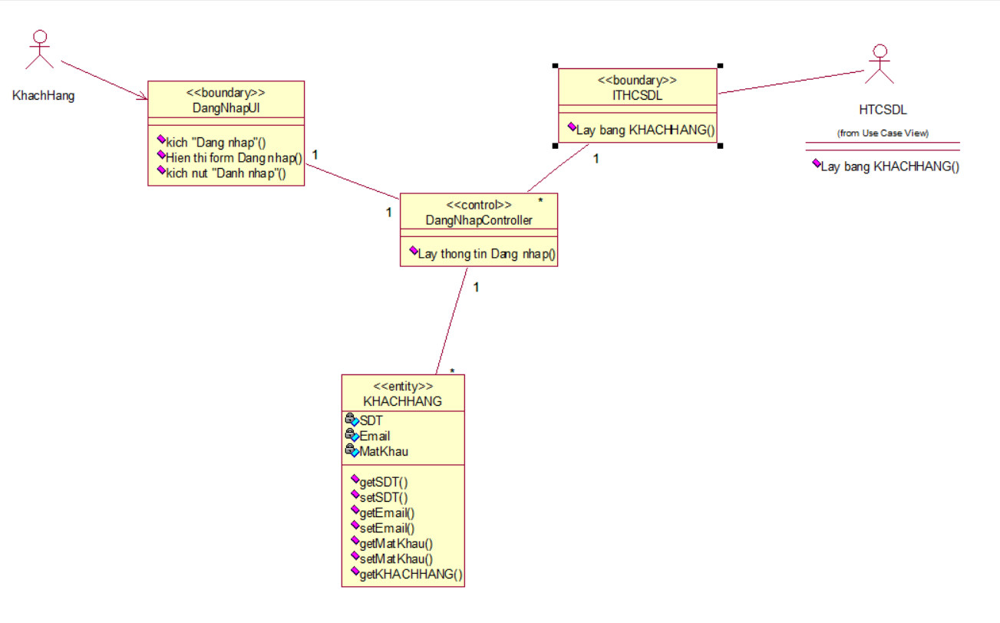 KhachHang
<<boundary>>
DangNhapUI
kich "Dang nhap"()
Hien thi form Dang nhap()
kich nut "Danh nhap"()
1
<<boundary>>
ITHCSDL
Lay bang KHACHHANG()
1
HTCSDL
(from Use Case View)
Lay bang KHACHHANG()
1
<<control>>
*
DangNhapController
Lay thong tin Dang nhap()
1
*
<<entity>>
KHACHHANG
SDT
Email
MatKhau
getSDT()
setSDT()
getEmail()
setEmail()
getMatKhau()
setMatKhau()
getKHACHHANG()